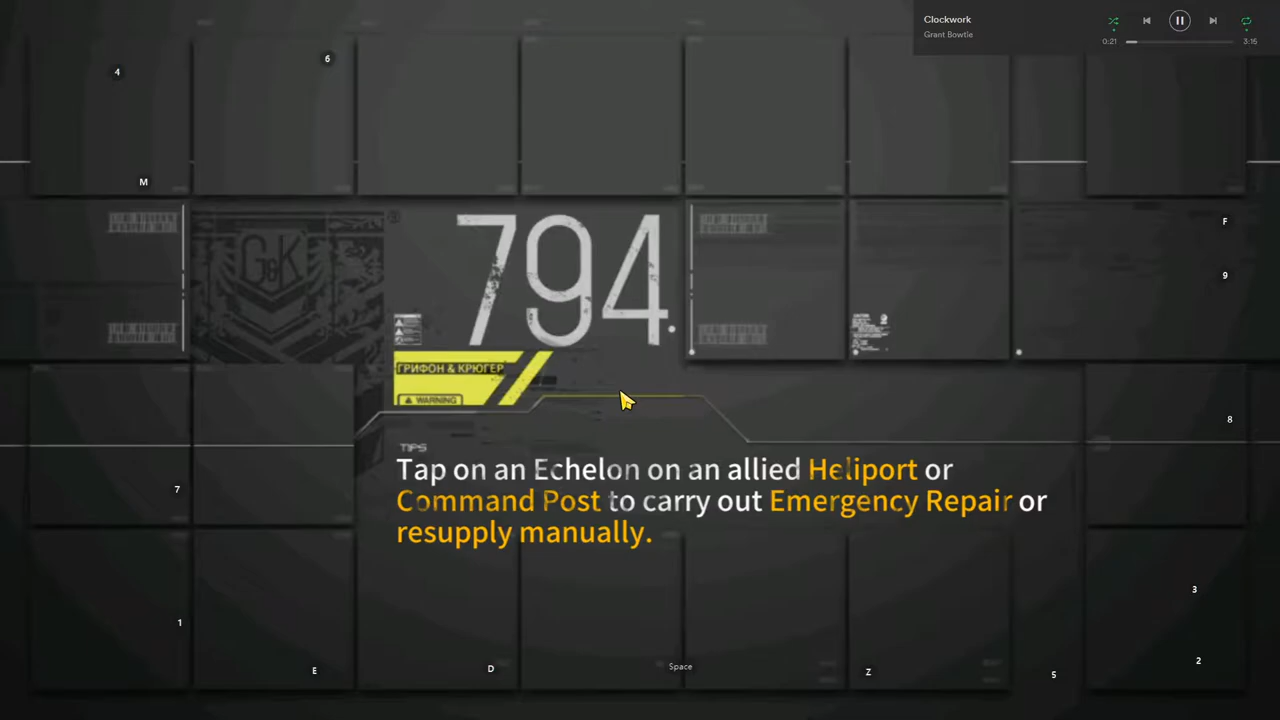 Clockwork
Grant Bowtie
0:21
3:15
4
6
M
G&K
794.
F
9
ГРИФОН & КРЮГЕР
WARNING
8
TIPS
Tap on an Echelon on an allied Heliport or
Command Post to carry out Emergency Repair or
resupply manually.
7
3
1
E
D
Space
Z
5
2